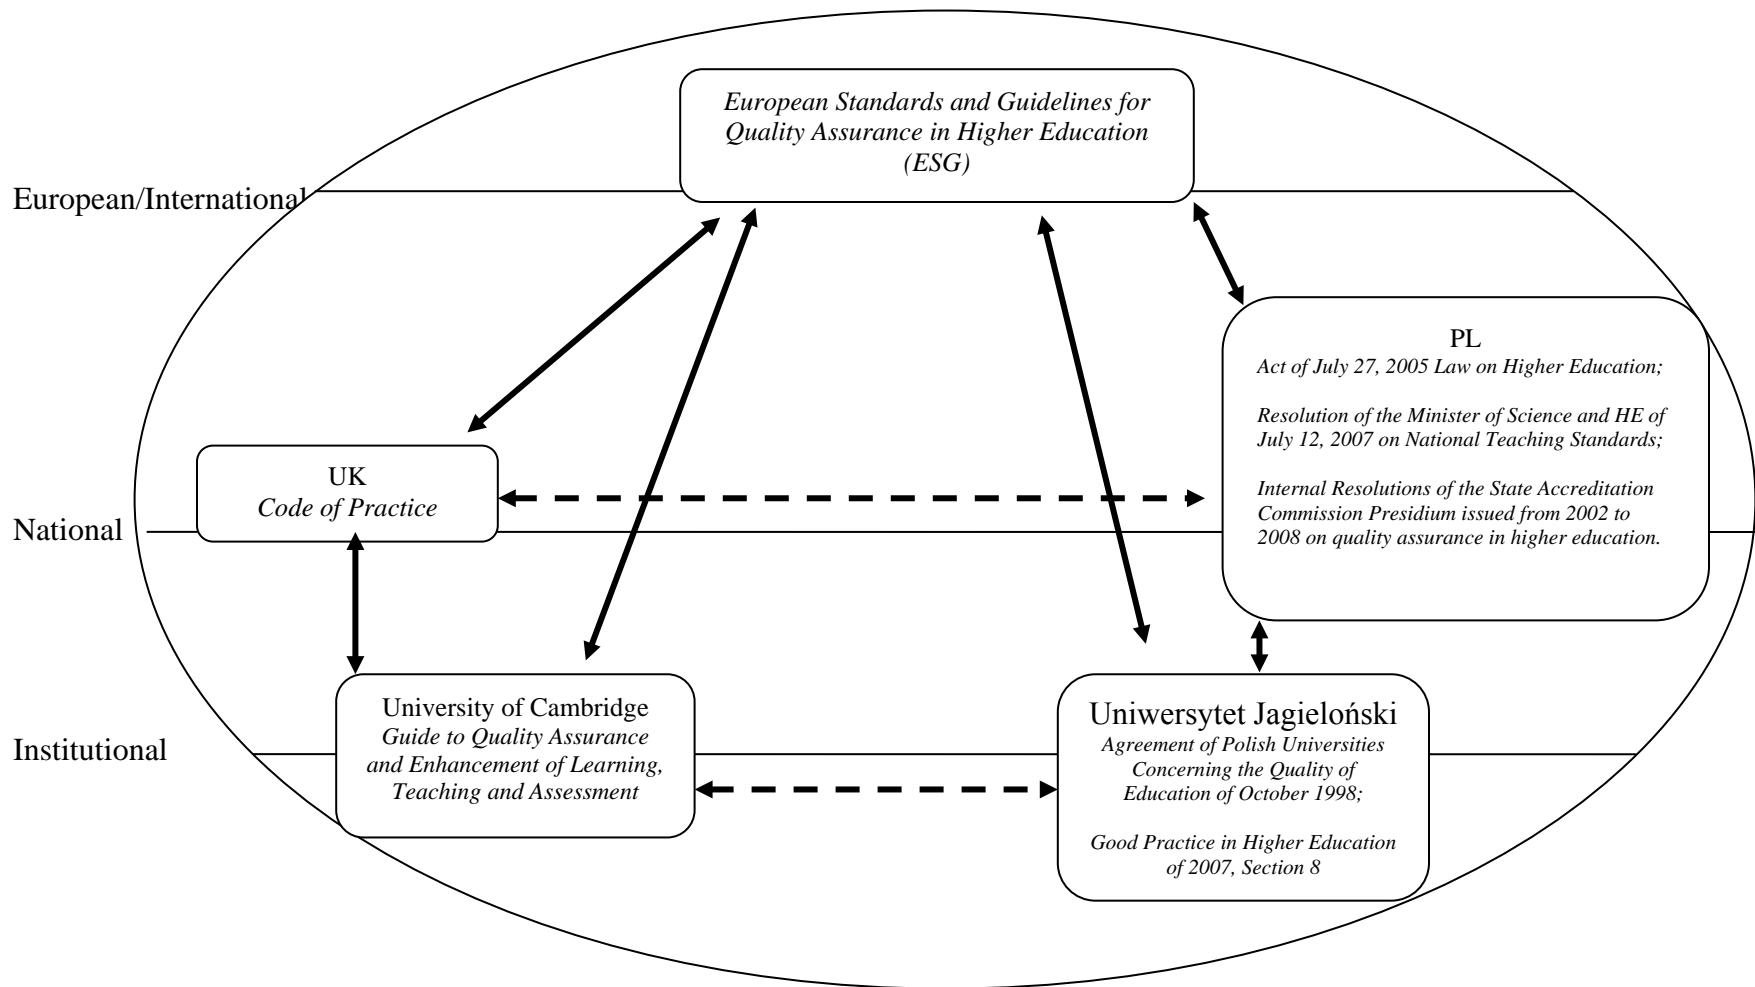 European Standards and Guidelines for
Quality Assurance in Higher Education
(ESG)
European/International
PL
Act of July 27, 2005 Law on Higher Education;
Resolution of the Minister of Science and HE of
July 12, 2007 on National Teaching Standards;
Internal Resolutions of the State Accreditation
Commission Presidium issued from 2002 to
2008 on quality assurance in higher education.
UK
Code of Practice
National
University of Cambridge
Guide to Quality Assurance
and Enhancement of Learning,
Teaching and Assessment
Uniwersytet Jagieloński
Agreement of Polish Universities
Concerning the Quality of
Education of October 1998;
Good Practice in Higher Education
of 2007, Section 8
Institutional